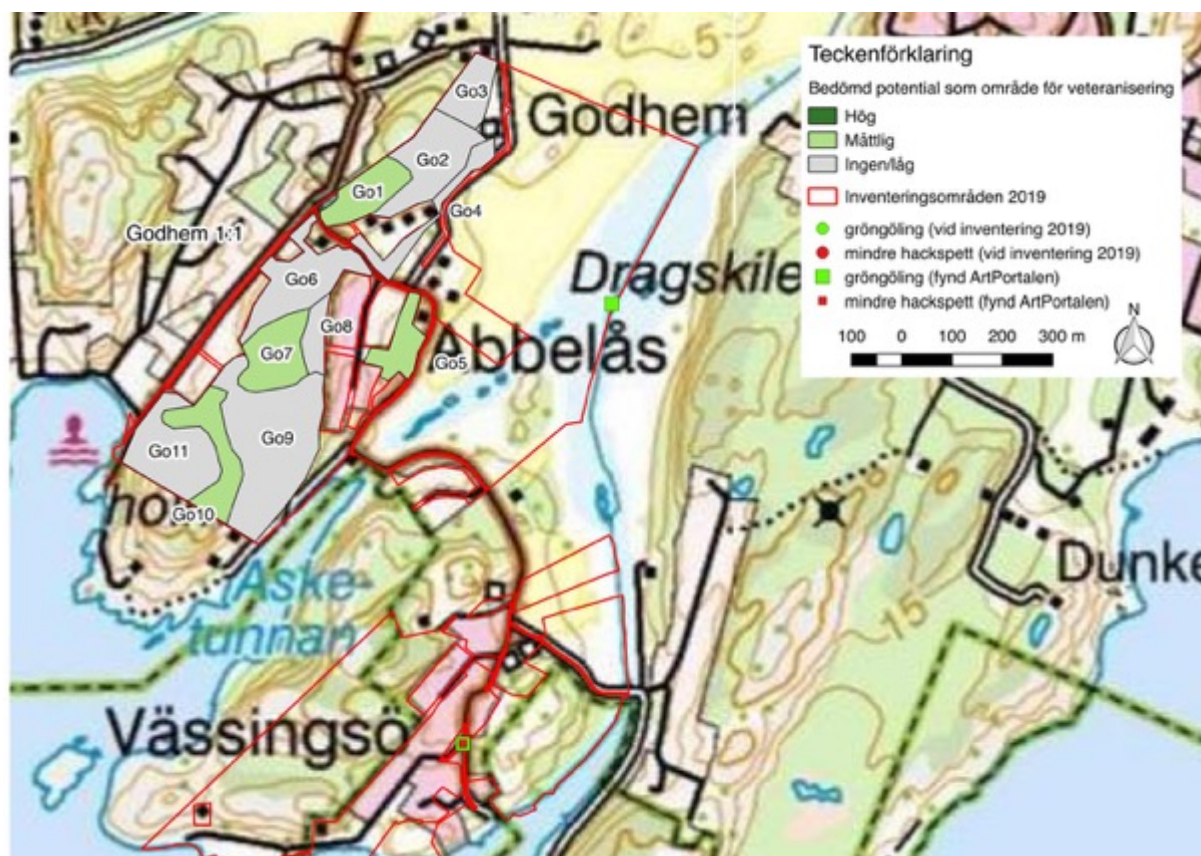 Teckenförklaring
Bedömd potential som område för veteranisering
Hög
Måttlig
Ingen/låg
Inventeringsområden 2019
gröngöling (vid inventering 2019)
mindre hackspett (vid inventering 2019)
gröngöling (fynd ArtPortalen)
mindre hackspett (fynd ArtPortalen)
N
100 0 100 200 300 m
5
Godhem
Go3
Go2
Go1
Go4
Godhem 1:1
Dragskile
Go6
Go8
Abbelås
Go7
Go5
Go9
Go11
Go10
Aske-
tunnan
Dunke
15
Vässingsö